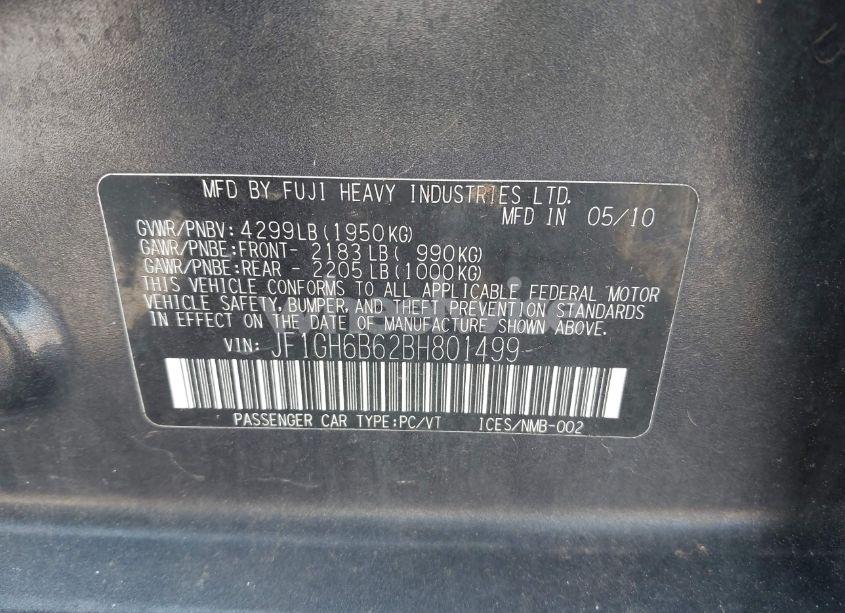 MFD BY FUJI HEAVY INDUSTRIES LTD.
MFD IN 05/10
GVWR/PNBV: 4299LB(1950KG)
GAWR/PNBE:FRONT- 2183LB( 990KG)
GAWR/PNBE:REAR - 2205LB(1000KG)
THIS VEHICLE CONFORMS TO ALL APPLICABLE FEDERAL MOTOR
VEHICLE SAFETY, BUMPER, AND THEFT PREVENTION STANDARDS
IN EFFECT ON THE DATE OF MANUFACTURE SHOWN ABOVE.
VIN: JF1GH6B62BH801499
PASSENGER CAR TYPE:PC/VT ICES/NMB-002